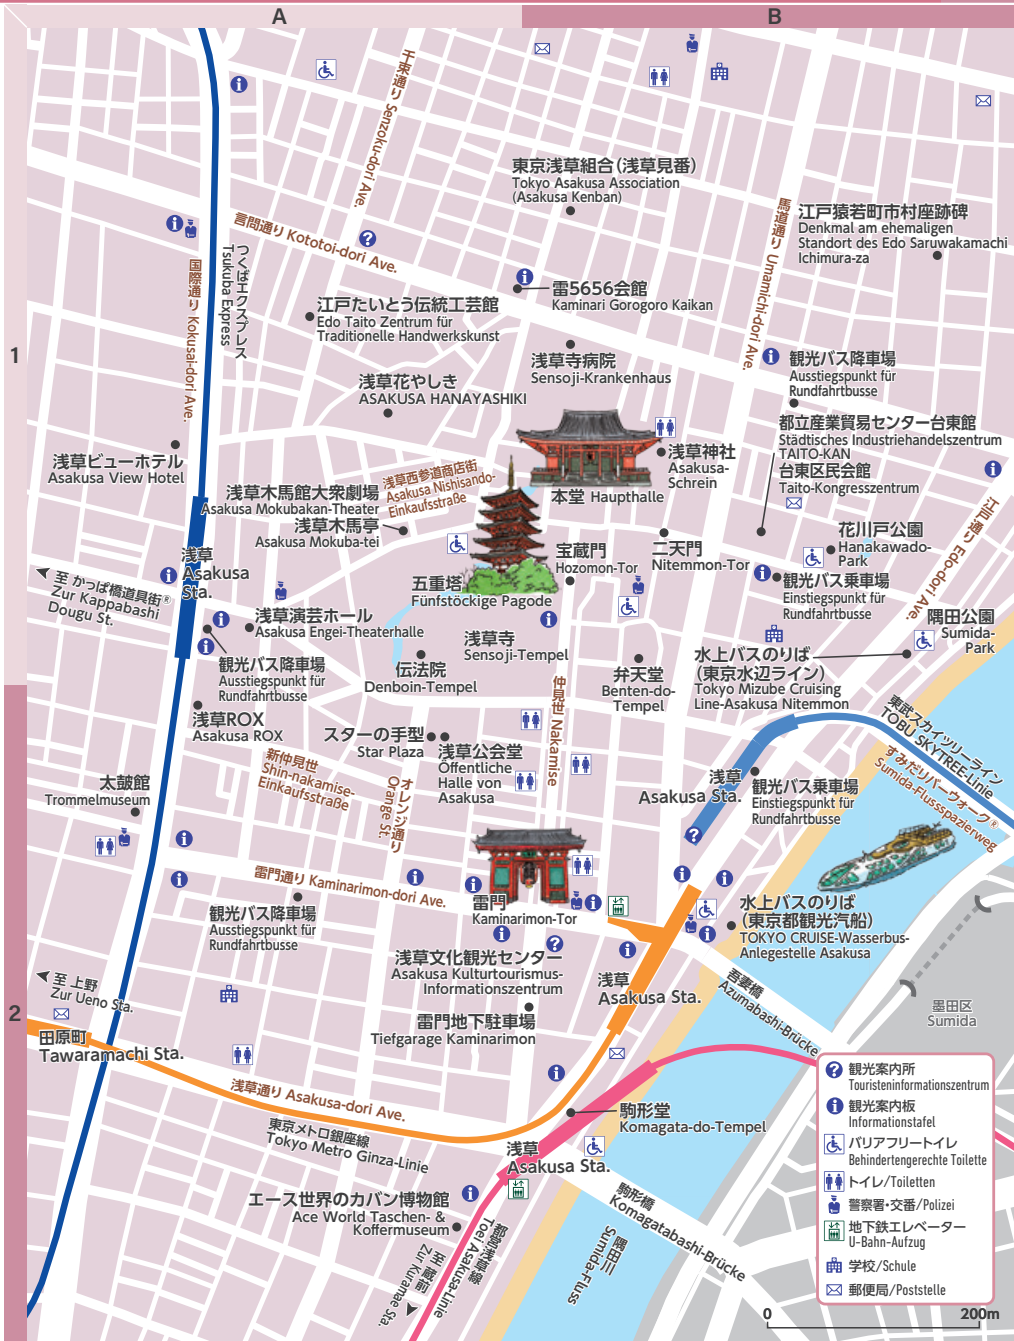 A
B
1
2
千束通り Senzoku-dori Ave.
東京浅草組合(浅草見番)
Tokyo Asakusa Association
(Asakusa Kenban)
馬道通り Umamichi-dori Ave.
江戸猿若町市村座跡碑
Denkmal am ehemaligen
Standort des Edo Saruwakamachi
Ichimura-za
言問通り Kototoi-dori Ave.
国際通り Kokusai-dori Ave.
つくばエクスプレス
Tsukuba Express
雷5656会館
Kaminari Gorogoro Kaikan
江戸たいとう伝統工芸館
Edo Taito Zentrum für
Traditionelle Handwerkskunst
浅草寺病院
Sensoji-Krankenhaus
観光バス降車場
Ausstiegspunkt für
Rundfahrtbusse
浅草花やしき
ASAKUSA HANAYASHIKI
都立産業貿易センター台東館
Städtisches Industriehandelszentrum
TAITO-KAN
台東区民会館
Taito-Kongresszentrum
浅草ビューホテル
Asakusa View Hotel
浅草神社
Asakusa-
Schrein
浅草西参道商店街
Asakusa Nishisando-
Einkaufsstraße
本堂 Haupthalle
浅草木馬館大衆劇場
Asakusa Mokubakan-Theater
浅草木馬亭
Asakusa Mokuba-tei
江戸通り Edo-dori Ave.
花川戸公園
Hanakawado-
Park
宝蔵門
Hozomon-Tor
二天門
Nitemmon-Tor
浅草
Asakusa
Sta.
至 かっぱ橋道具街®
Zur Kappabashi
Dougu St.
五重塔
Fünfstöckige Pagode
観光バス乗車場
Einstiegspunkt für
Rundfahrtbusse
浅草演芸ホール
Asakusa Engei-Theaterhalle
隅田公園
Sumida-
Park
浅草寺
Sensoji-Tempel
観光バス降車場
Ausstiegspunkt für
Rundfahrtbusse
伝法院
Denboin-Tempel
弁天堂
Benten-do-
Tempel
水上バスのりば
(東京水辺ライン)
Tokyo Mizube Cruising
Line-Asakusa Nitemmon
仲見世 Nakamise
浅草ROX
Asakusa ROX
スターの手型
Star Plaza
浅草公会堂
Öffentliche
Halle von
Asakusa
東武スカイツリーライン
TOBU SKYTREE-Linie
すみだリバーウォーク®
Sumida-Flussspazierweg
新仲見世
Shin-nakamise-
Einkaufsstraße
オレンジ通り
Orange St.
浅草
Asakusa Sta.
観光バス乗車場
Einstiegspunkt für
Rundfahrtbusse
太鼓館
Trommelmuseum
雷門通り Kaminarimon-dori Ave.
雷門
Kaminarimon-Tor
観光バス降車場
Ausstiegspunkt für
Rundfahrtbusse
水上バスのりば
(東京都観光汽船)
TOKYO CRUISE-Wasserbus-
Anlegestelle Asakusa
浅草文化観光センター
Asakusa Kulturtourismus-
Informationszentrum
浅草
Asakusa Sta.
至 上野
Zur Ueno Sta.
吾妻橋
Azumabashi-Brücke
墨田区
Sumida
雷門地下駐車場
Tiefgarage Kaminarimon
田原町
Tawaramachi Sta.
浅草通り Asakusa-dori Ave.
東京メトロ銀座線
Tokyo Metro Ginza-Linie
駒形堂
Komagata-do-Tempel
浅草
Asakusa Sta.
エース世界のカバン博物館
Ace World Taschen- &
Koffermuseum
駒形橋
Komagatabashi-Brücke
都営浅草線
Toei Asakusa-Linie
至 蔵前
Zur Kuramae Sta.
隅田川
Sumida-Fluss
観光案内所
Touristeninformationszentrum
観光案内板
Informationstafel
バリアフリートイレ
Behindertengerechte Toilette
トイレ/Toiletten
警察署・交番/Polizei
地下鉄エレベーター
U-Bahn-Aufzug
学校/Schule
郵便局/Poststelle
0
200m